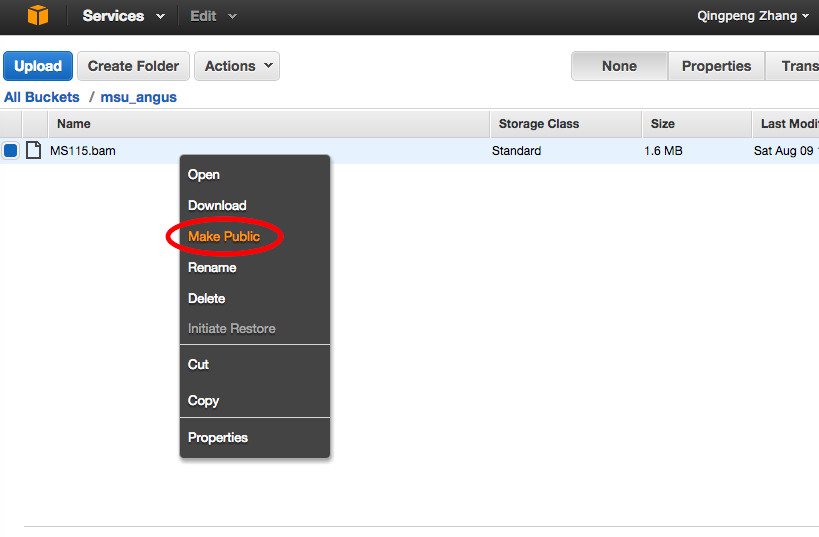 Services Edit Qingpeng Zhang
Upload Create Folder Actions None Properties Trans
All Buckets / msu_angus
Name Storage Class Size Last Modif
MS115.bam Standard 1.6 MB Sat Aug 09 1
Open
Download
Make Public
Rename
Delete
Initiate Restore
Cut
Copy
Properties